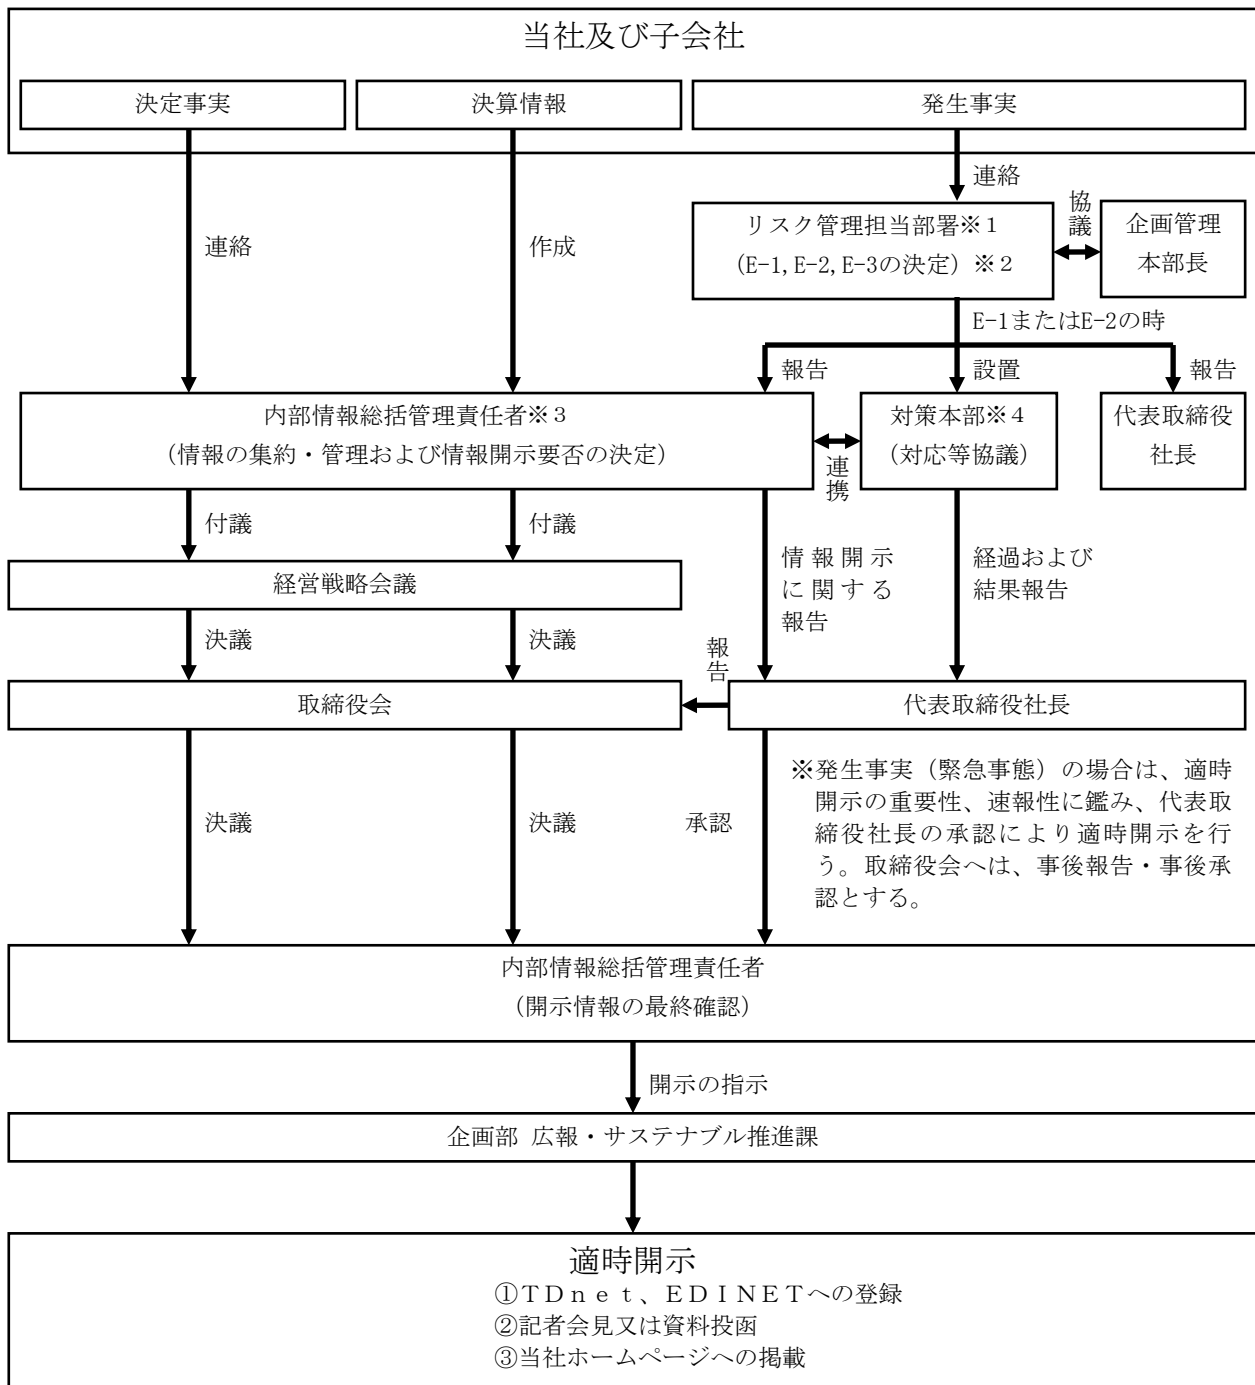 当社及び子会社
決定事実
決算情報
発生事実
連絡
リスク管理担当部署※1
(E-1,E-2,E-3の決定)※2
協議
企画管理
本部長
連絡
作成
E-1またはE-2の時
報告
設置
報告
内部情報総括管理責任者※3
(情報の集約・管理および情報開示要否の決定)
連携
対策本部※4
(対応等協議)
代表取締役
社長
付議
付議
経営戦略会議
情報開示
に関する
報告
経過および
結果報告
決議
決議
報告
取締役会
代表取締役社長
※発生事実(緊急事態)の場合は、適時
開示の重要性、速報性に鑑み、代表取
締役社長の承認により適時開示を行
う。取締役会へは、事後報告・事後承
認とする。
決議
決議
承認
内部情報総括管理責任者
(開示情報の最終確認)
開示の指示
企画部 広報・サステナブル推進課
適時開示
①TDnet、EDINETへの登録
②記者会見又は資料投函
③当社ホームページへの掲載